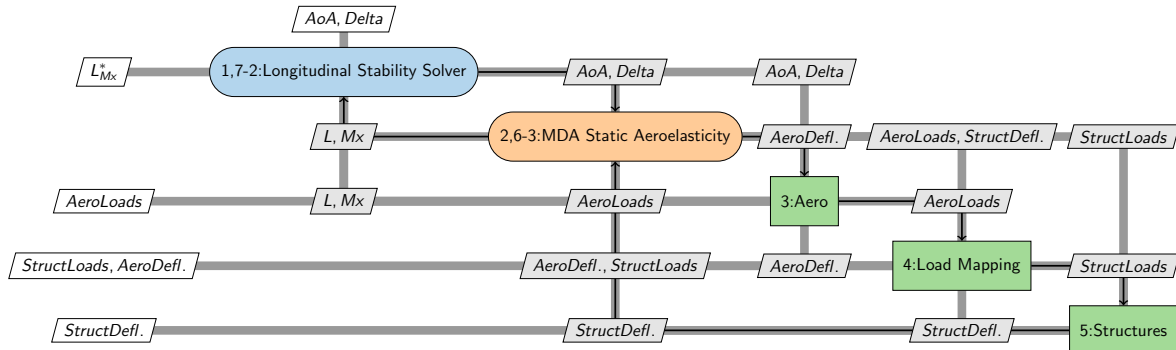 AoA, Delta
L*Mx 1,7-2:Longitudinal Stability Solver AoA, Delta AoA, Delta
L, Mx 2,6-3:MDA Static Aeroelasticity AeroDefl. AeroLoads, StructDefl. StructLoads
AeroLoads L, Mx AeroLoads 3:Aero AeroLoads
StructLoads, AeroDefl. AeroDefl., StructLoads AeroDefl. 4:Load Mapping StructLoads
StructDefl. StructDefl. StructDefl. 5:Structures